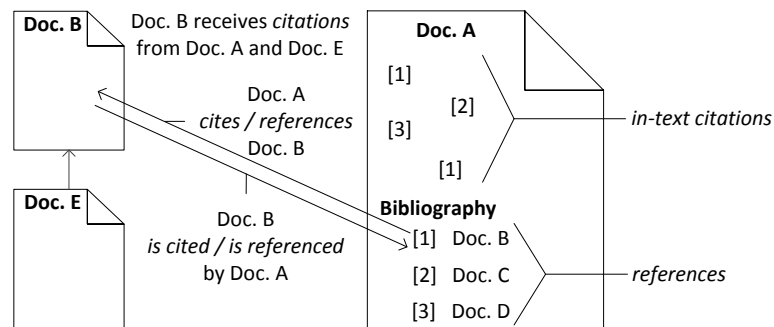 Doc. B
Doc. B receives citations
from Doc. A and Doc. E
Doc. A
cites / references
Doc. B
Doc. E
Doc. B
is cited / is referenced
by Doc. A
Doc. A
[1]
[2]
[3]
[1]
in-text citations
Bibliography
[1] Doc. B
[2] Doc. C
[3] Doc. D
references